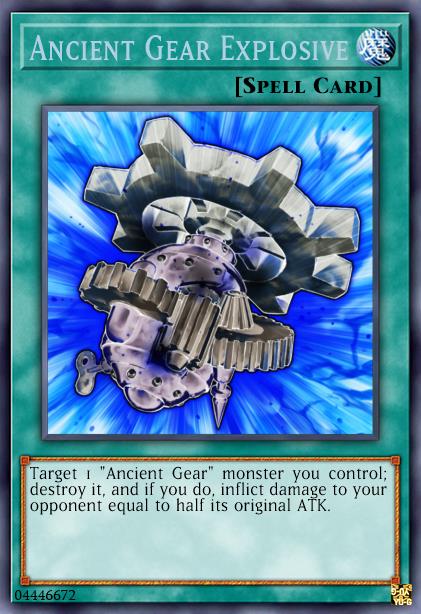 ANCIENT GEAR EXPLOSIVE
魔
[SPELL CARD]
Target 1 "Ancient Gear" monster you control;
destroy it, and if you do, inflict damage to your
opponent equal to half its original ATK.
04446672